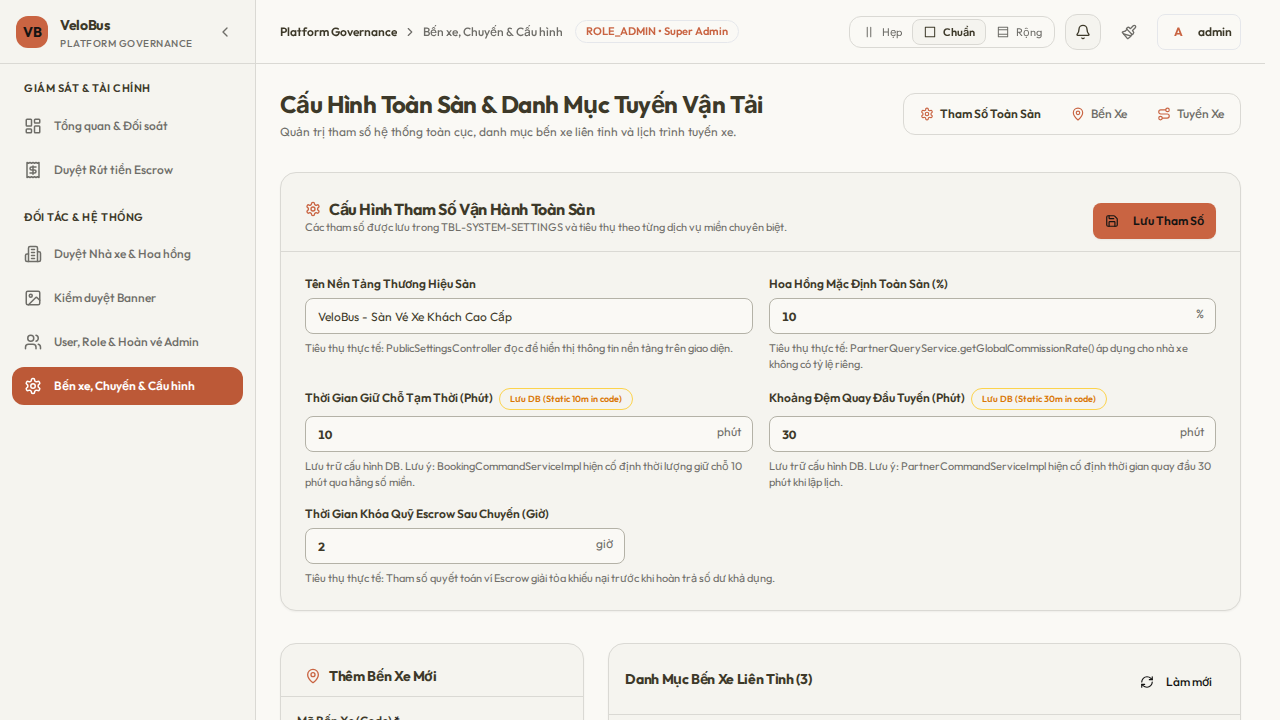 VB
VeloBus
PLATFORM GOVERNANCE
GIÁM SÁT & TÀI CHÍNH
Tổng quan & Đối soát
Duyệt Rút tiền Escrow
ĐỐI TÁC & HỆ THỐNG
Duyệt Nhà xe & Hoa hồng
Kiểm duyệt Banner
User, Role & Hoàn vé Admin
Bến xe, Chuyến & Cấu hình
Platform Governance > Bến xe, Chuyến & Cấu hình
ROLE_ADMIN • Super Admin
Hẹp
Chuẩn
Rộng
A
admin
Cấu Hình Toàn Sàn & Danh Mục Tuyến Vận Tải
Quản trị tham số hệ thống toàn cục, danh mục bến xe liên tỉnh và lịch trình tuyến xe.
Tham Số Toàn Sàn
Bến Xe
Tuyến Xe
Cấu Hình Tham Số Vận Hành Toàn Sàn
Các tham số được lưu trong TBL-SYSTEM-SETTINGS và tiêu thụ theo từng dịch vụ miền chuyên biệt.
Lưu Tham Số
Tên Nền Tảng Thương Hiệu Sàn
VeloBus - Sàn Vé Xe Khách Cao Cấp
Tiêu thụ thực tế: PublicSettingsController đọc để hiển thị thông tin nền tảng trên giao diện.
Hoa Hồng Mặc Định Toàn Sàn (%)
10
%
Tiêu thụ thực tế: PartnerQueryService.getGlobalCommissionRate() áp dụng cho nhà xe
không có tỷ lệ riêng.
Thời Gian Giữ Chỗ Tạm Thời (Phút)
Lưu DB (Static 10m in code)
10
phút
Lưu trữ cấu hình DB. Lưu ý: BookingCommandServiceImpl hiện cố định thời lượng giữ chỗ 10
phút qua hằng số miền.
Khoảng Đệm Quay Đầu Tuyến (Phút)
Lưu DB (Static 30m in code)
30
phút
Lưu trữ cấu hình DB. Lưu ý: PartnerCommandServiceImpl hiện cố định thời gian quay đầu 30
phút khi lập lịch.
Thời Gian Khóa Quỹ Escrow Sau Chuyến (Giờ)
2
giờ
Tiêu thụ thực tế: Tham số quyết toán ví Escrow giải tỏa khiếu nại trước khi hoàn trả số dư khả dụng.
Thêm Bến Xe Mới
Mã Bến Xe (Code) *
Danh Mục Bến Xe Liên Tỉnh (3)
Làm mới